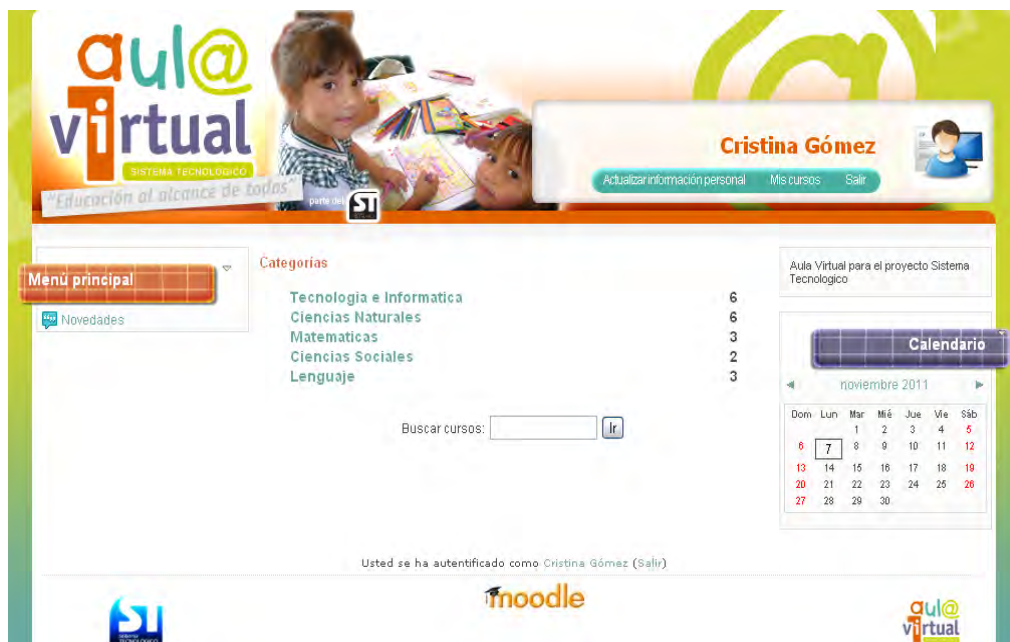 aul@
virtual
SISTEMA TECNOLOGICO
"Educación al alcance de todos"
parte del ST
Cristina Gómez
Actualizar información personal Mis cursos Salir
Menú principal
Novedades
Categorías
Tecnologia e Informatica 6
Ciencias Naturales 6
Matematicas 3
Ciencias Sociales 2
Lenguaje 3
Buscar cursos: Ir
Aula Virtual para el proyecto Sistema
Tecnologico
Calendario
noviembre 2011
Dom Lun Mar Mié Jue Vie Sáb
1 2 3 4 5
6 7 8 9 10 11 12
13 14 15 16 17 18 19
20 21 22 23 24 25 26
27 28 29 30
Usted se ha autentificado como Cristina Gómez (Salir)
ST
moodle
aul@
virtual